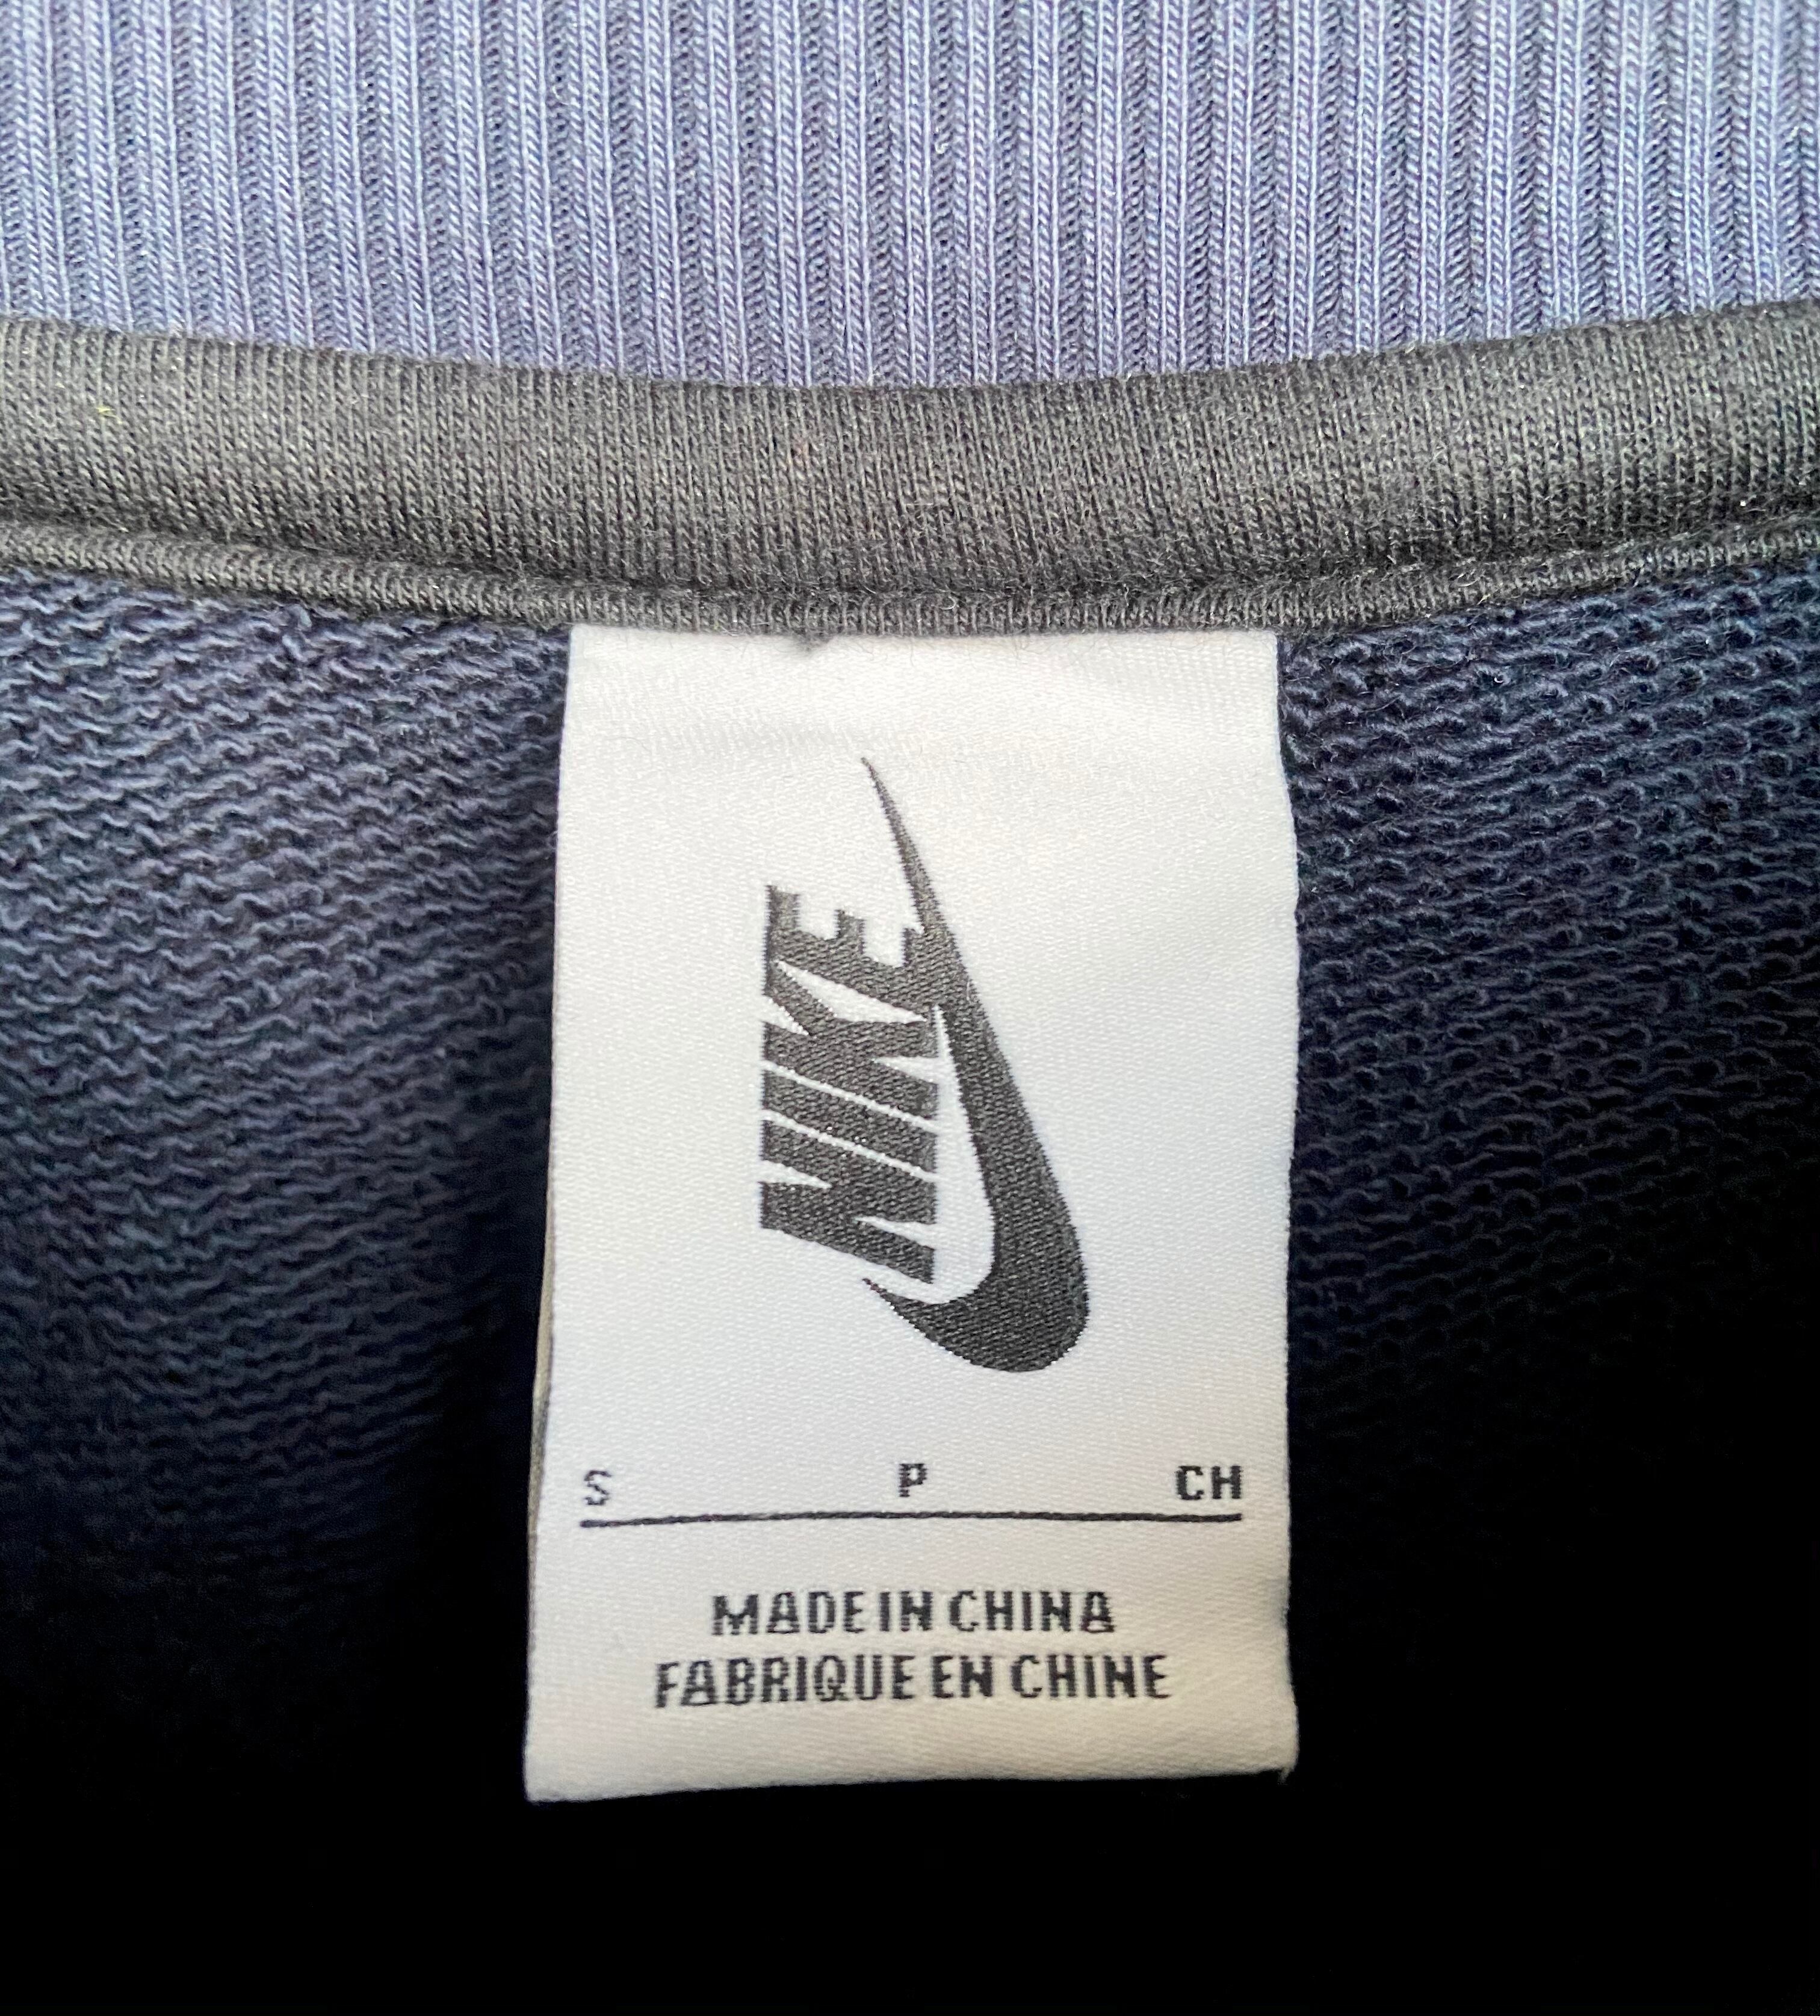 NIKE
S P CH
MADE IN CHINA
FABRIQUE EN CHINE